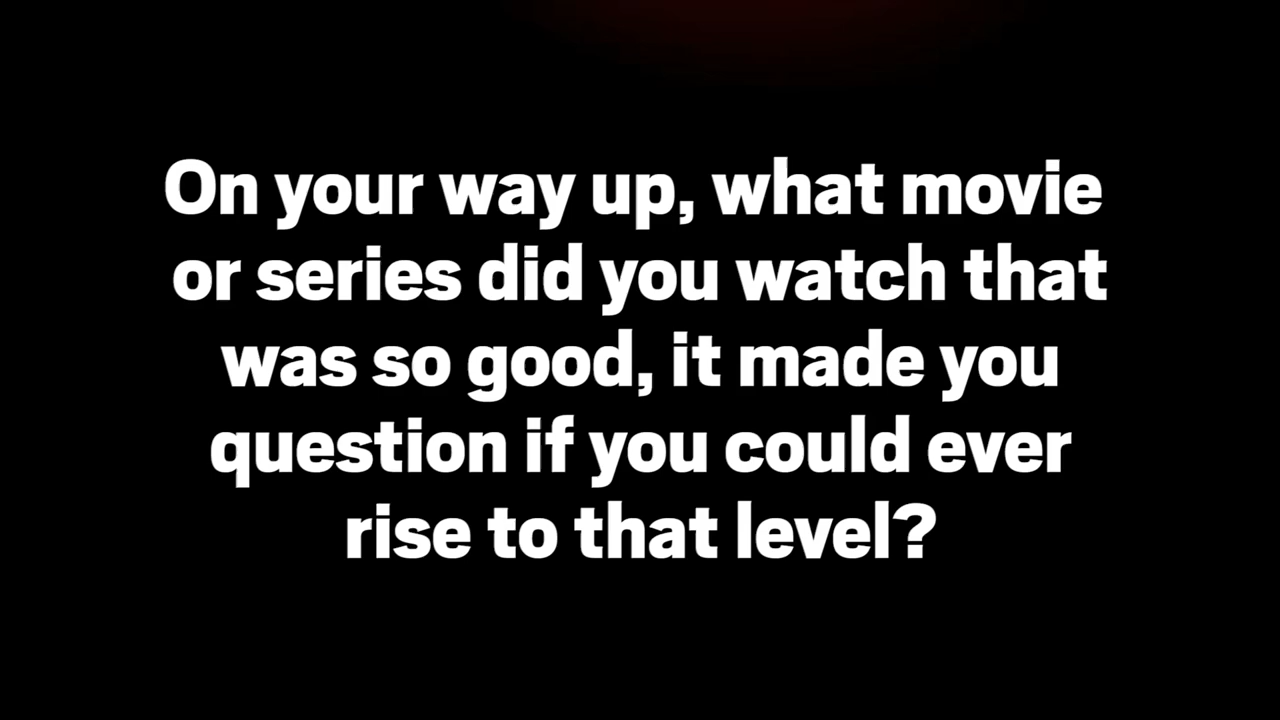 On your way up, what movie
or series did you watch that
was so good, it made you
question if you could ever
rise to that level?